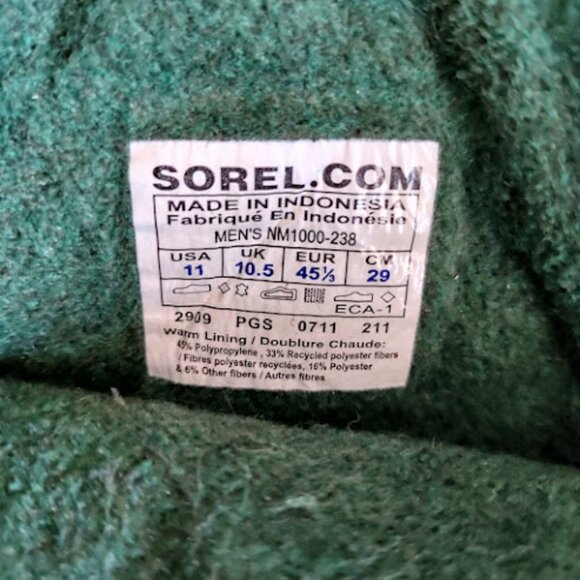 SOREL.COM
MADE IN INDONESIA
Fabriqué En Indonésie
MEN'S NM1000-238
USA UK EUR CM
11 10.5 45⅓ 29
ECA-1
2909 PGS 0711 211
Warm Lining / Doublure Chaude:
45% Polypropylene , 33% Recycled polyester fibers
/ Fibres polyester recyclées, 16% Polyester
& 6% Other fibers / Autres fibres